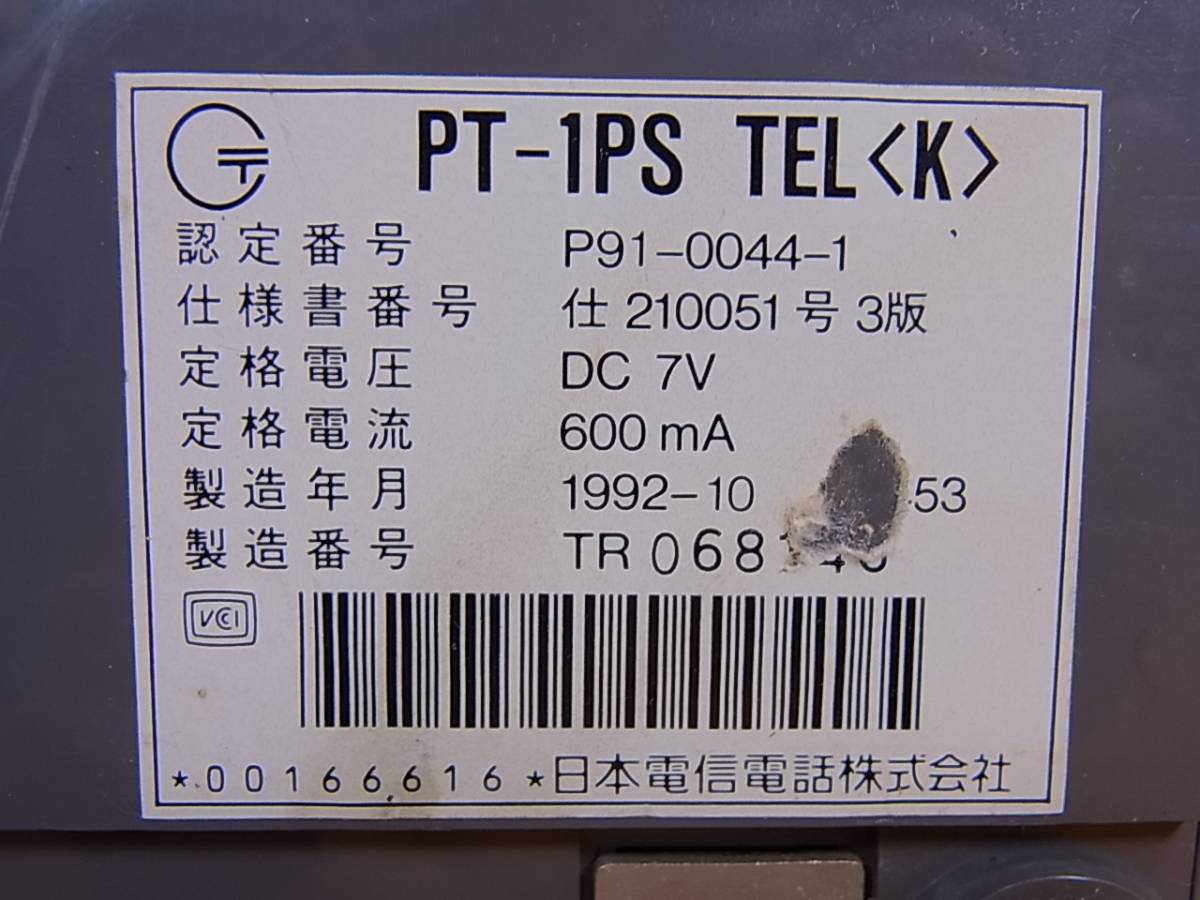 PT-1PS TEL〈K〉
認定番号 P91-0044-1
仕様書番号 仕 210051 号 3版
定格電圧 DC 7V
定格電流 600 mA
製造年月 1992-10 53
製造番号 TR 068
VCCI
*00166616*日本電信電話株式会社